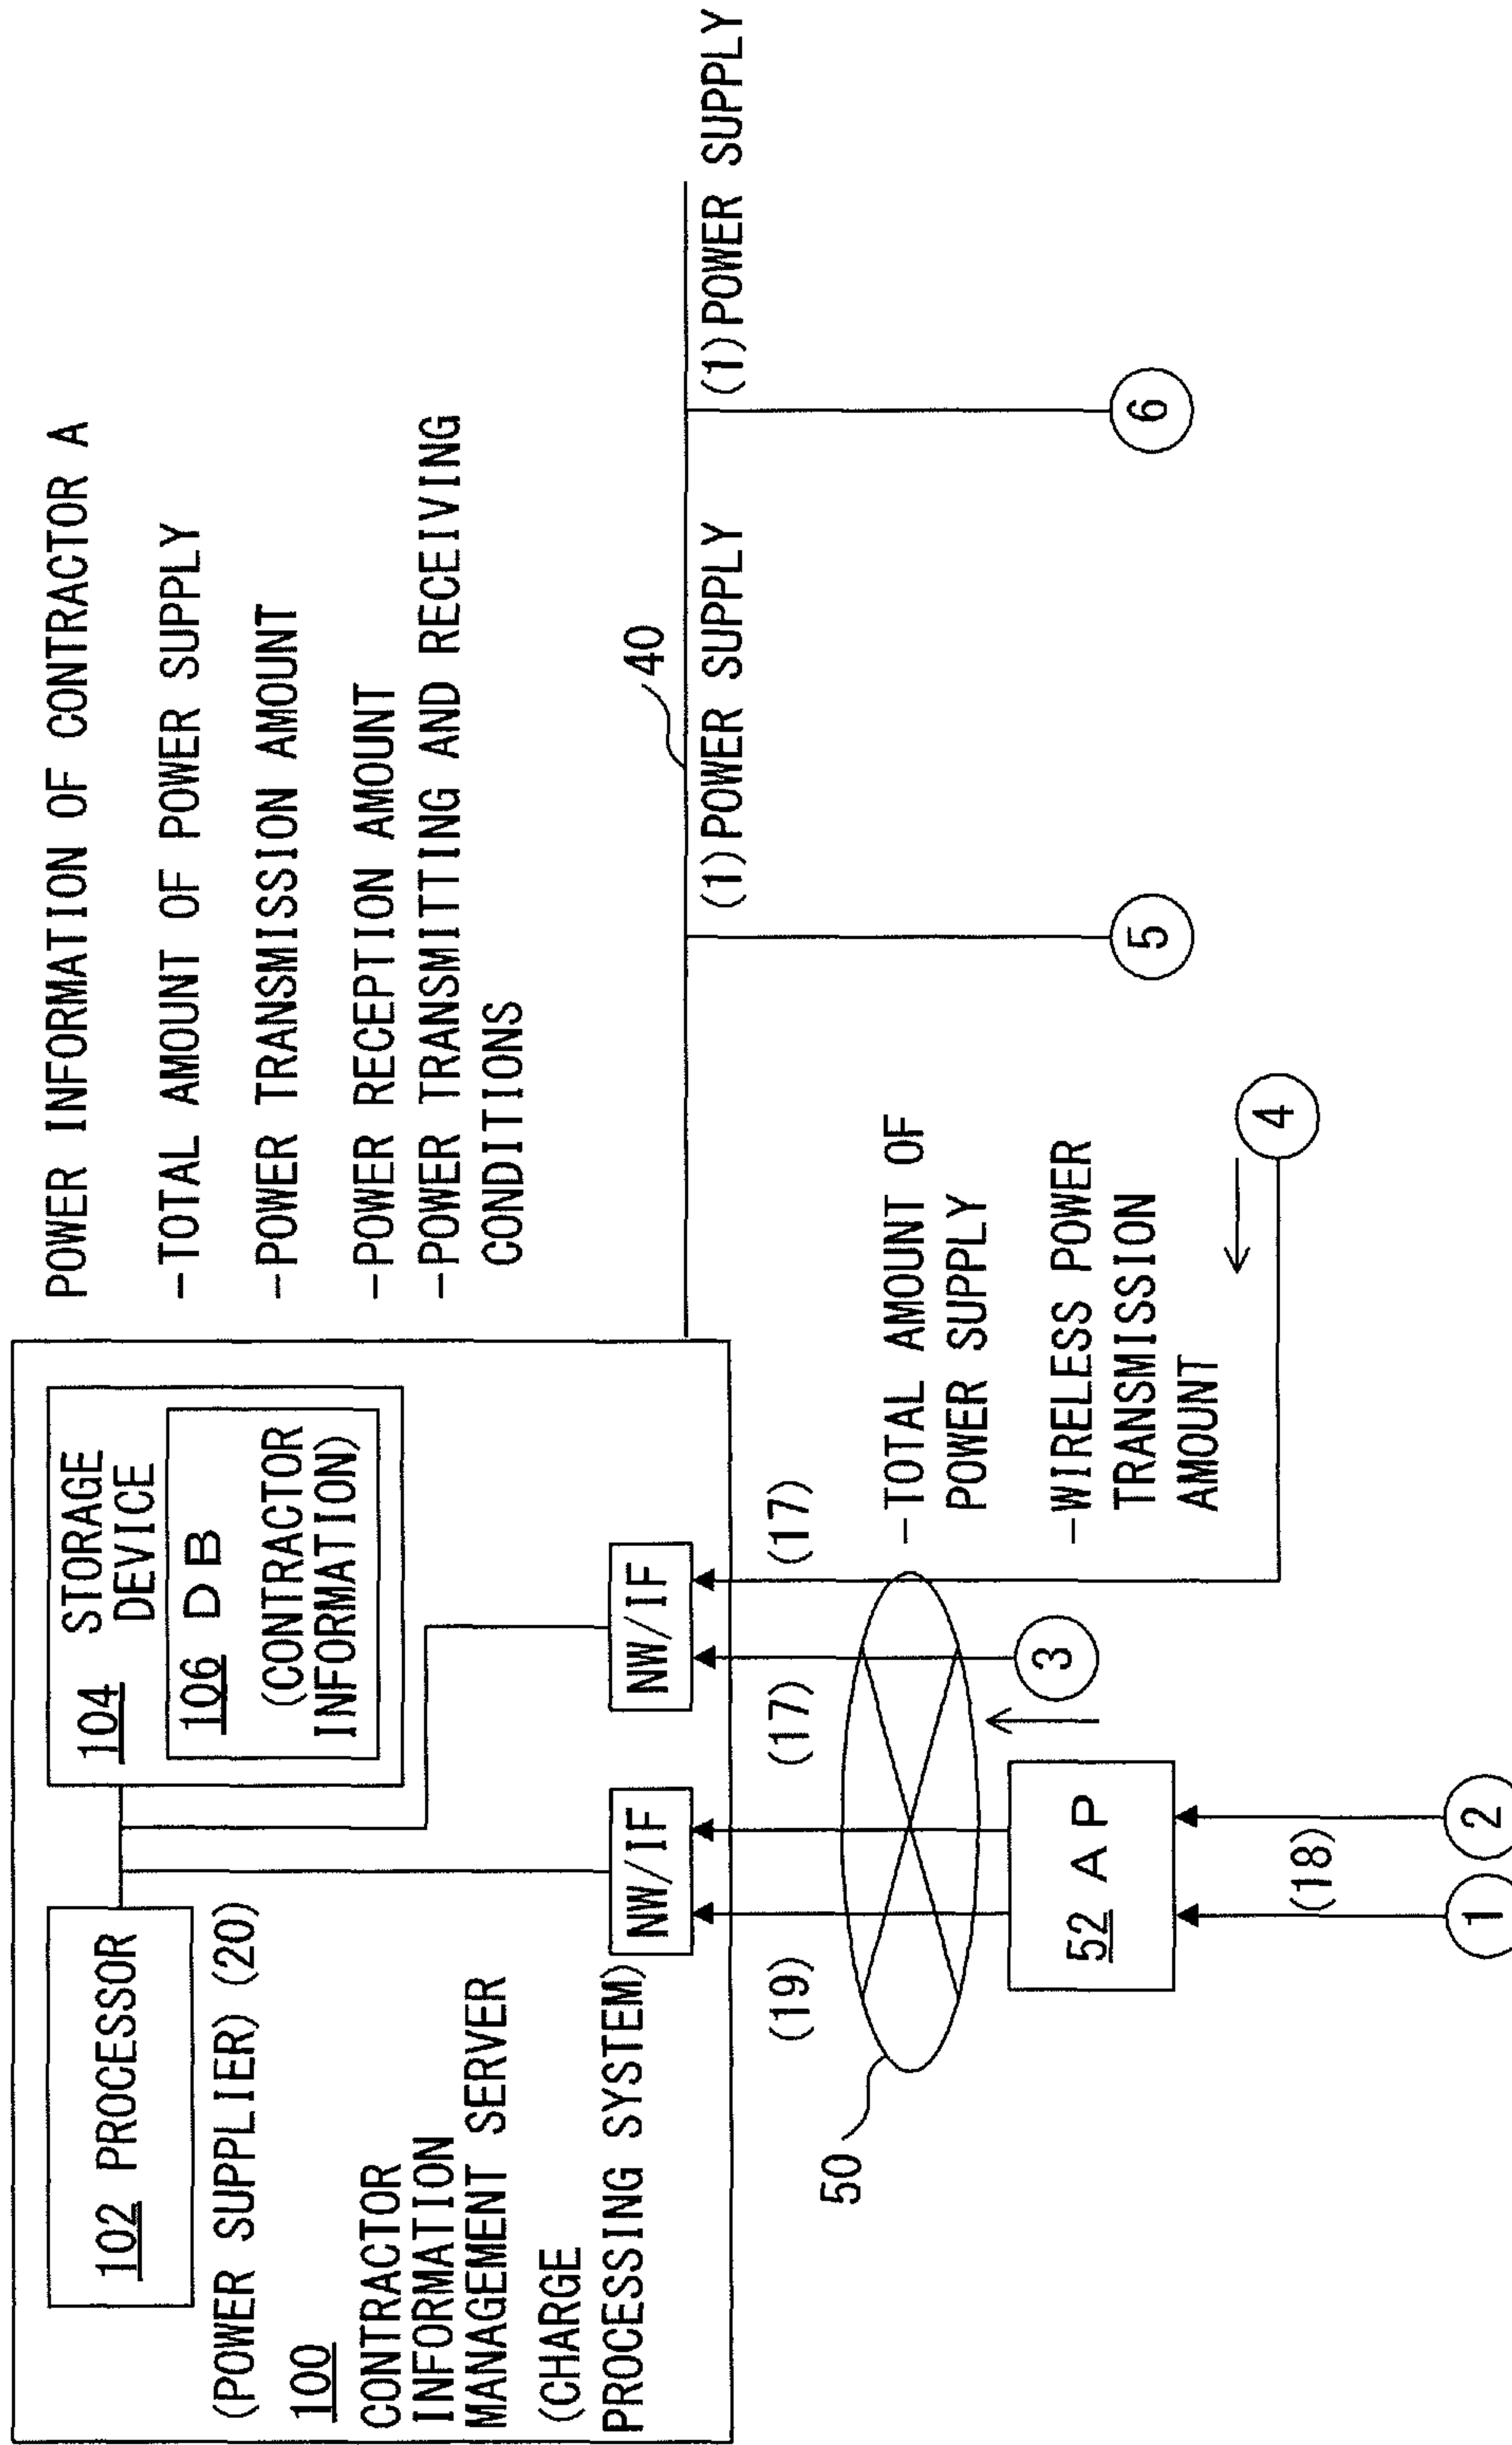 102 PROCESSOR
(POWER SUPPLIER) (20)
100
CONTRACTOR
INFORMATION
MANAGEMENT SERVER
(CHARGE
PROCESSING SYSTEM)
104
STORAGE
DEVICE
106 DB
(CONTRACTOR
INFORMATION)
NW/IF
NW/IF
POWER INFORMATION OF CONTRACTOR A
-TOTAL AMOUNT OF POWER SUPPLY
-POWER TRANSMISSION AMOUNT
-POWER RECEPTION AMOUNT
-POWER TRANSMITTING AND RECEIVING
CONDITIONS
40
(1)POWER SUPPLY
(1)POWER SUPPLY
(19)
(17)
(17)
50
-TOTAL AMOUNT OF
POWER SUPPLY
-WIRELESS POWER
TRANSMISSION
AMOUNT
52 AP
(18)
1
2
3
4
5
6